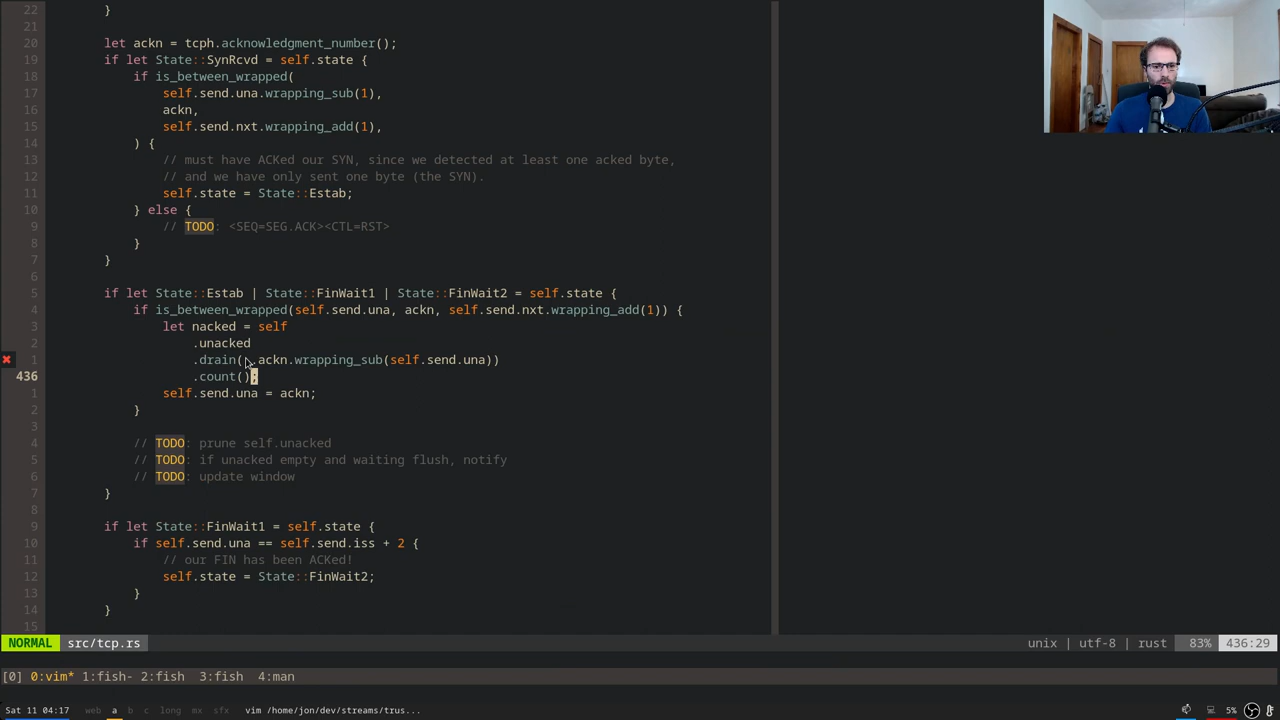 22 }
21
20 let ackn = tcph.acknowledgment_number();
19 if let State::SynRcvd = self.state {
18 if is_between_wrapped(
17 self.send.una.wrapping_sub(1),
16 ackn,
15 self.send.nxt.wrapping_add(1),
14 ) {
13 // must have ACKed our SYN, since we detected at least one acked byte,
12 // and we have only sent one byte (the SYN).
11 self.state = State::Estab;
10 } else {
9 // TODO: <SEQ=SEG.ACK><CTL=RST>
8 }
7 }
6
5 if let State::Estab | State::FinWait1 | State::FinWait2 = self.state {
4 if is_between_wrapped(self.send.una, ackn, self.send.nxt.wrapping_add(1)) {
3 let nacked = self
2 .unacked
1 .drain(..ackn.wrapping_sub(self.send.una))
436 .count();
1 self.send.una = ackn;
2 }
3
4 // TODO: prune self.unacked
5 // TODO: if unacked empty and waiting flush, notify
6 // TODO: update window
7 }
8
9 if let State::FinWait1 = self.state {
10 if self.send.una == self.send.iss + 2 {
11 // our FIN has been ACKed!
12 self.state = State::FinWait2;
13 }
14 }
15
NORMAL src/tcp.rs unix | utf-8 | rust 83% 436:29
[0] 0:vim* 1:fish- 2:fish 3:fish 4:man
Sat 11 04:17 web a b c long mx sfx vim /home/jon/dev/streams/trus... 5%